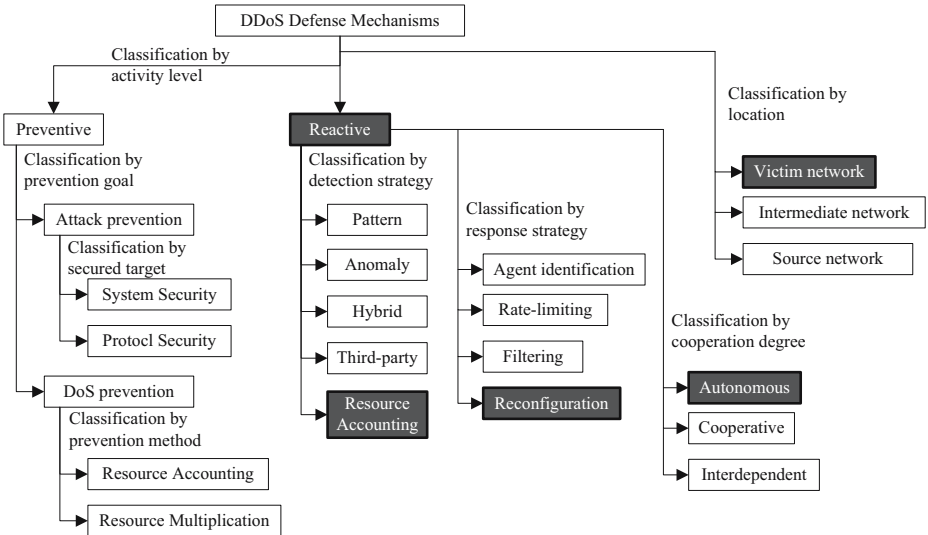 DDoS Defense Mechanisms
Classification by
activity level
Preventive
Classification by
prevention goal
Attack prevention
Classification by
secured target
System Security
Protocl Security
DoS prevention
Classification by
prevention method
Resource Accounting
Resource Multiplication
Reactive
Classification by
detection strategy
Pattern
Anomaly
Hybrid
Third-party
Resource
Accounting
Classification by
response strategy
Agent identification
Rate-limiting
Filtering
Reconfiguration
Classification by
cooperation degree
Autonomous
Cooperative
Interdependent
Classification by
location
Victim network
Intermediate network
Source network